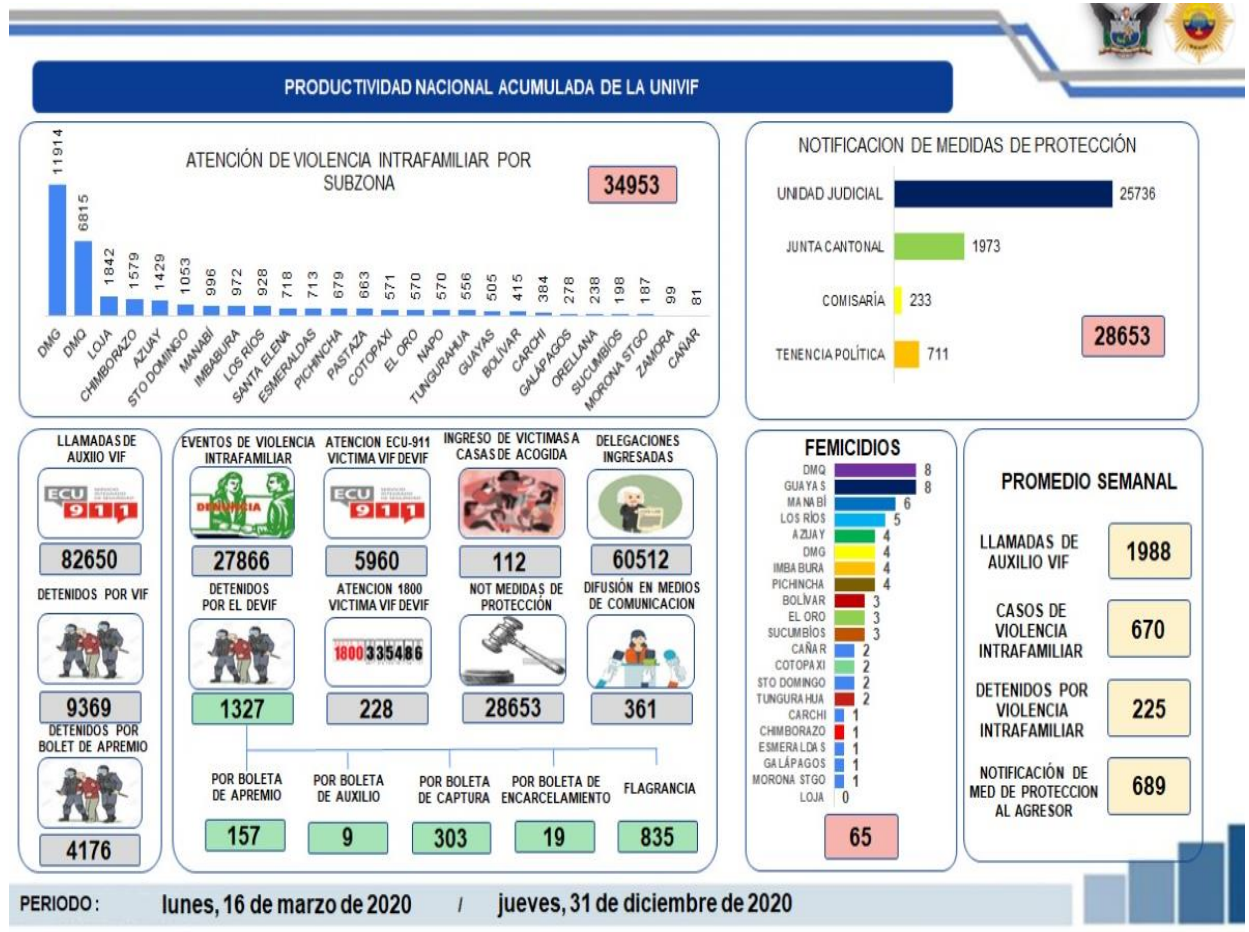 PRODUCTIVIDAD NACIONAL ACUMULADA DE LA UNIVIF
ATENCIÓN DE VIOLENCIA INTRAFAMILIAR POR
SUBZONA
34953
11914
6815
1842
1579
1429
1053
996
972
928
718
713
679
663
571
570
570
556
505
415
384
278
238
198
187
99
81
DMG
DMQ
LOJA
CHIMBORAZO
AZUAY
STO DOMINGO
MANABÍ
IMBABURA
LOS RÍOS
SANTA ELENA
ESMERALDAS
PICHINCHA
PASTAZA
COTOPAXI
EL ORO
NAPO
TUNGURAHUA
GUAYAS
BOLÍVAR
CARCHI
GALÁPAGOS
ORELLANA
SUCUMBÍOS
MORONA STGO
ZAMORA
CAÑAR
NOTIFICACION DE MEDIDAS DE PROTECCIÓN
UNIDAD JUDICIAL 25736
JUNTA CANTONAL 1973
COMISARÍA 233
TENENCIA POLÍTICA 711
28653
LLAMADAS DE
AUXIIO VIF
ECU
911
82650
DETENIDOS POR VIF
9369
DETENIDOS POR
BOLET DE APREMIO
4176
EVENTOS DE VIOLENCIA
INTRAFAMILIAR
DENUNCIA
27866
ATENCION ECU-911
VICTIMA VIF DEVIF
ECU
911
5960
INGRESO DE VICTIMAS A
CASAS DE ACOGIDA
112
DELEGACIONES
INGRESADAS
60512
DETENIDOS
POR EL DEVIF
1327
ATENCION 1800
VICTIMA VIF DEVIF
1800 335486
228
NOT MEDIDAS DE
PROTECCIÓN
28653
DIFUSIÓN EN MEDIOS
DE COMUNICACION
361
POR BOLETA
DE APREMIO
157
POR BOLETA
DE AUXILIO
9
POR BOLETA
DE CAPTURA
303
POR BOLETA DE
ENCARCELAMIENTO
19
FLAGRANCIA
835
FEMICIDIOS
DMQ 8
GUAYAS 8
MANABÍ 6
LOS RÍOS 5
AZUAY 4
DMG 4
IMBABURA 4
PICHINCHA 4
BOLÍVAR 3
EL ORO 3
SUCUMBÍOS 3
CAÑAR 2
COTOPAXI 2
STO DOMINGO 2
TUNGURAHUA 2
CARCHI 1
CHIMBORAZO 1
ESMERALDAS 1
GALÁPAGOS 1
MORONA STGO 1
LOJA 0
65
PROMEDIO SEMANAL
LLAMADAS DE
AUXILIO VIF
1988
CASOS DE
VIOLENCIA
INTRAFAMILIAR
670
DETENIDOS POR
VIOLENCIA
INTRAFAMILIAR
225
NOTIFICACIÓN DE
MED DE PROTECCION
AL AGRESOR
689
PERIODO : lunes, 16 de marzo de 2020 / jueves, 31 de diciembre de 2020